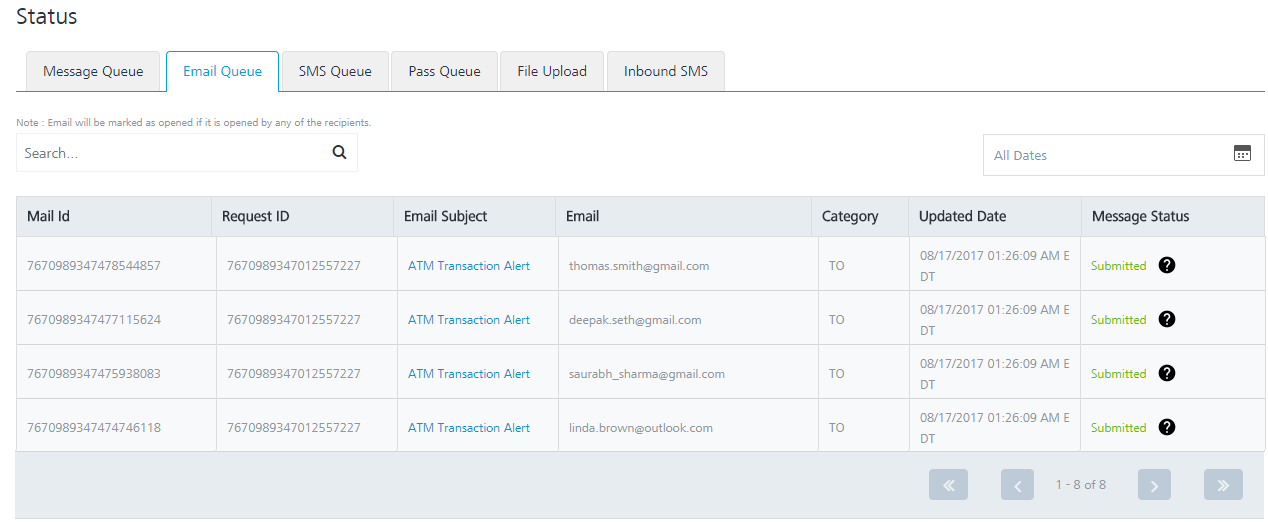 Status
Message Queue Email Queue SMS Queue Pass Queue File Upload Inbound SMS
Note : Email will be marked as opened if it is opened by any of the recipients.
Search...
All Dates
Mail Id Request ID Email Subject Email Category Updated Date Message Status
7670989347478544857 7670989347012557227 ATM Transaction Alert thomas.smith@gmail.com TO 08/17/2017 01:26:09 AM E
DT
Submitted ?
7670989347477115624 7670989347012557227 ATM Transaction Alert deepak.seth@gmail.com TO 08/17/2017 01:26:09 AM E
DT
Submitted ?
7670989347475938083 7670989347012557227 ATM Transaction Alert saurabh_sharma@gmail.com TO 08/17/2017 01:26:09 AM E
DT
Submitted ?
7670989347474746118 7670989347012557227 ATM Transaction Alert linda.brown@outlook.com TO 08/17/2017 01:26:09 AM E
DT
Submitted ?
1 - 8 of 8